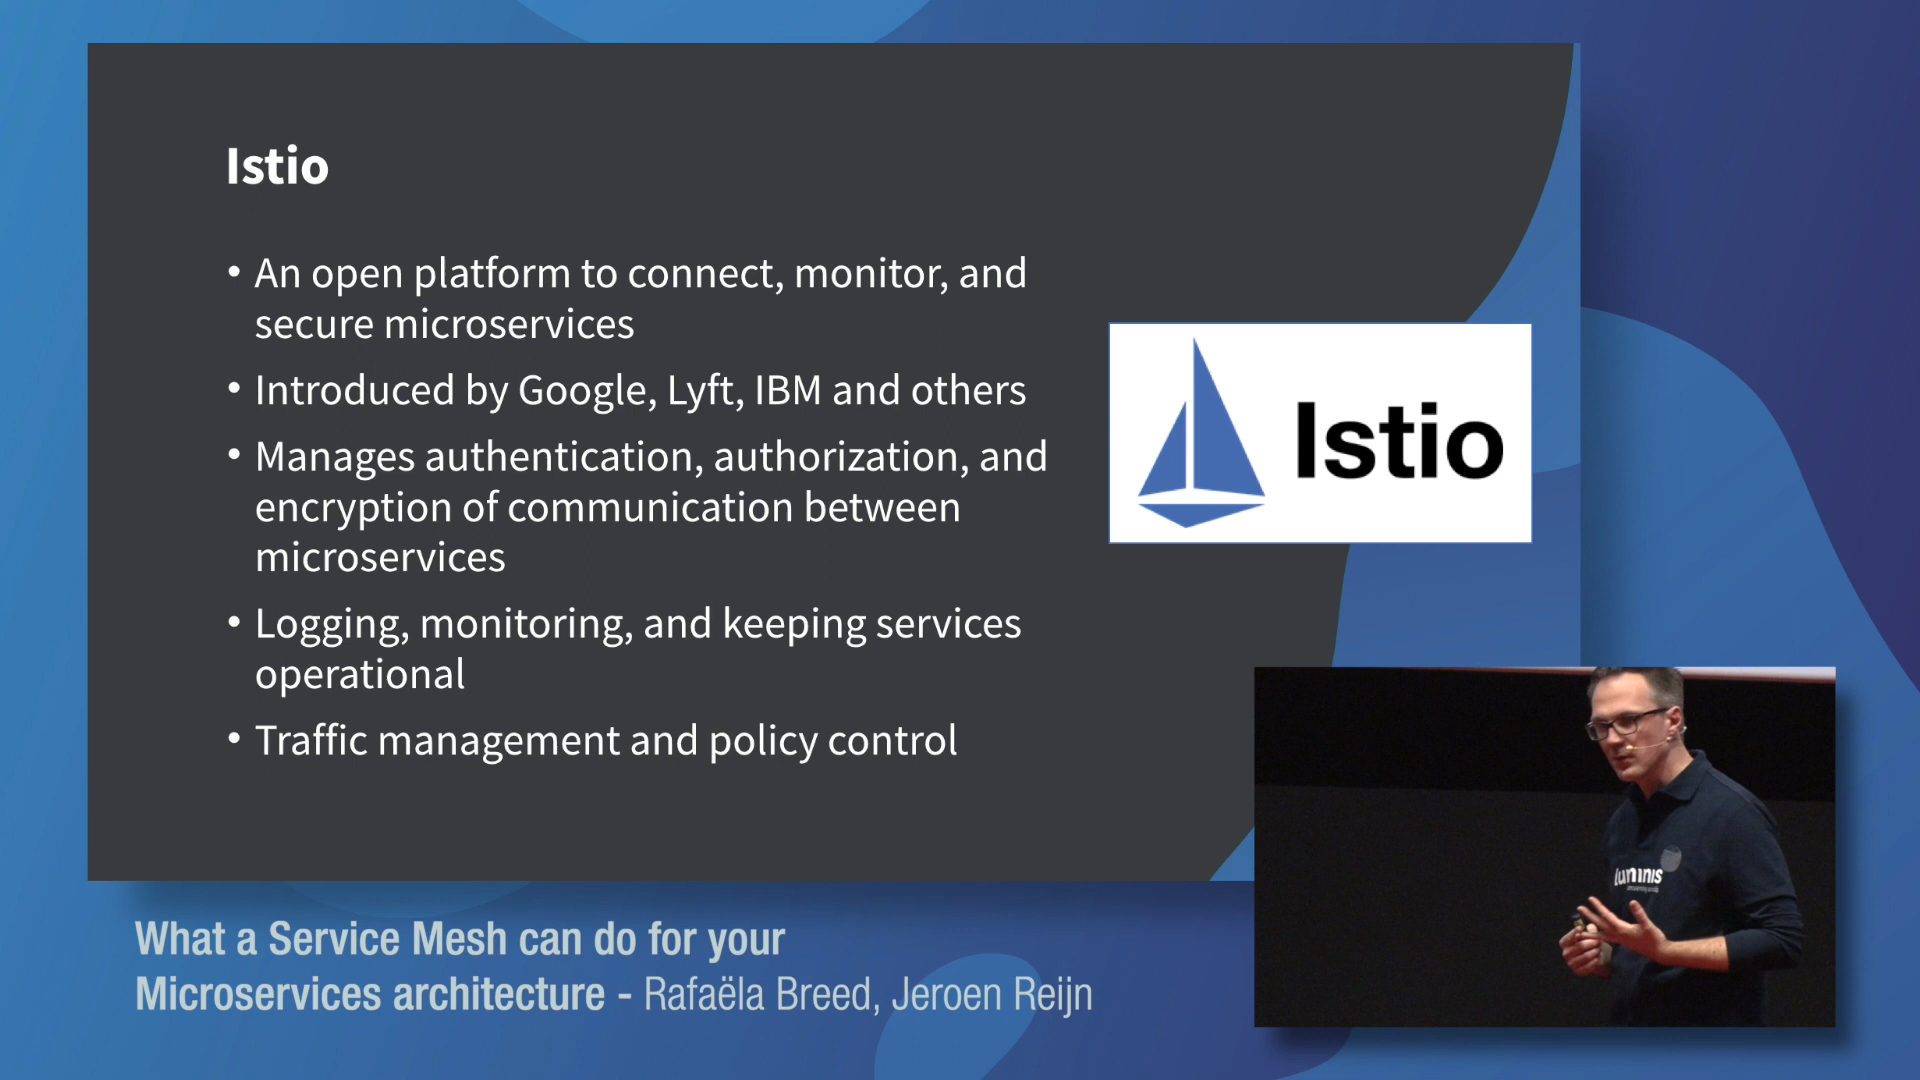 Istio
• An open platform to connect, monitor, and
secure microservices
• Introduced by Google, Lyft, IBM and others
• Manages authentication, authorization, and
encryption of communication between
microservices
• Logging, monitoring, and keeping services
operational
• Traffic management and policy control
Istio
luminis
What a Service Mesh can do for your
Microservices architecture - Rafaëla Breed, Jeroen Reijn